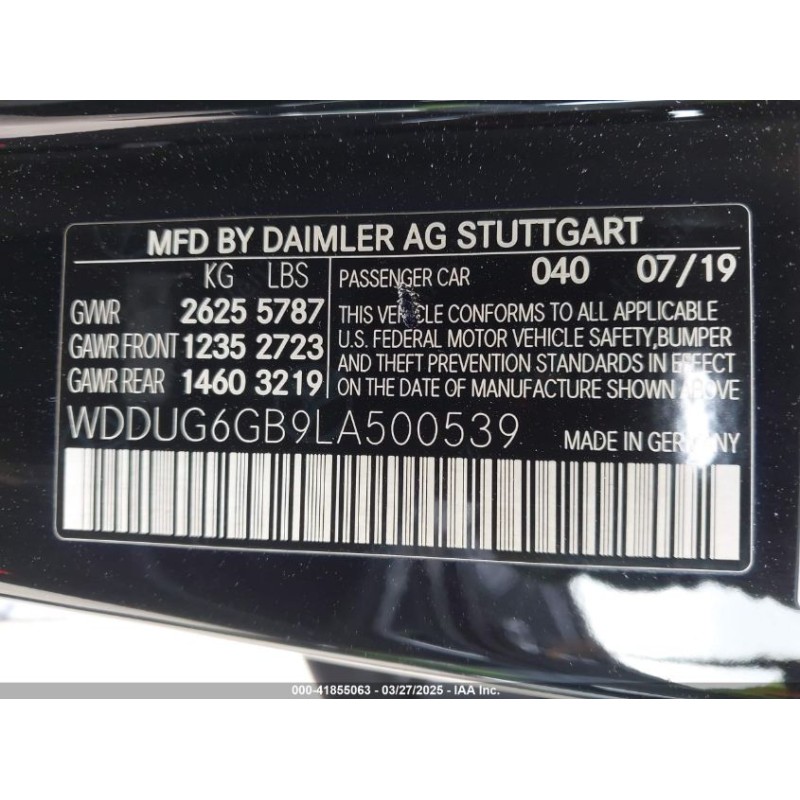 MFD BY DAIMLER AG STUTTGART
KG LBS
GVWR 2625 5787
GAWR FRONT 1235 2723
GAWR REAR 1460 3219
PASSENGER CAR 040 07/19
THIS VEHICLE CONFORMS TO ALL APPLICABLE
U.S. FEDERAL MOTOR VEHICLE SAFETY,BUMPER
AND THEFT PREVENTION STANDARDS IN EFFECT
ON THE DATE OF MANUFACTURE SHOWN ABOVE
WDDUG6GB9LA500539
MADE IN GERMANY
000-41855063 - 03/27/2025 - IAA Inc.